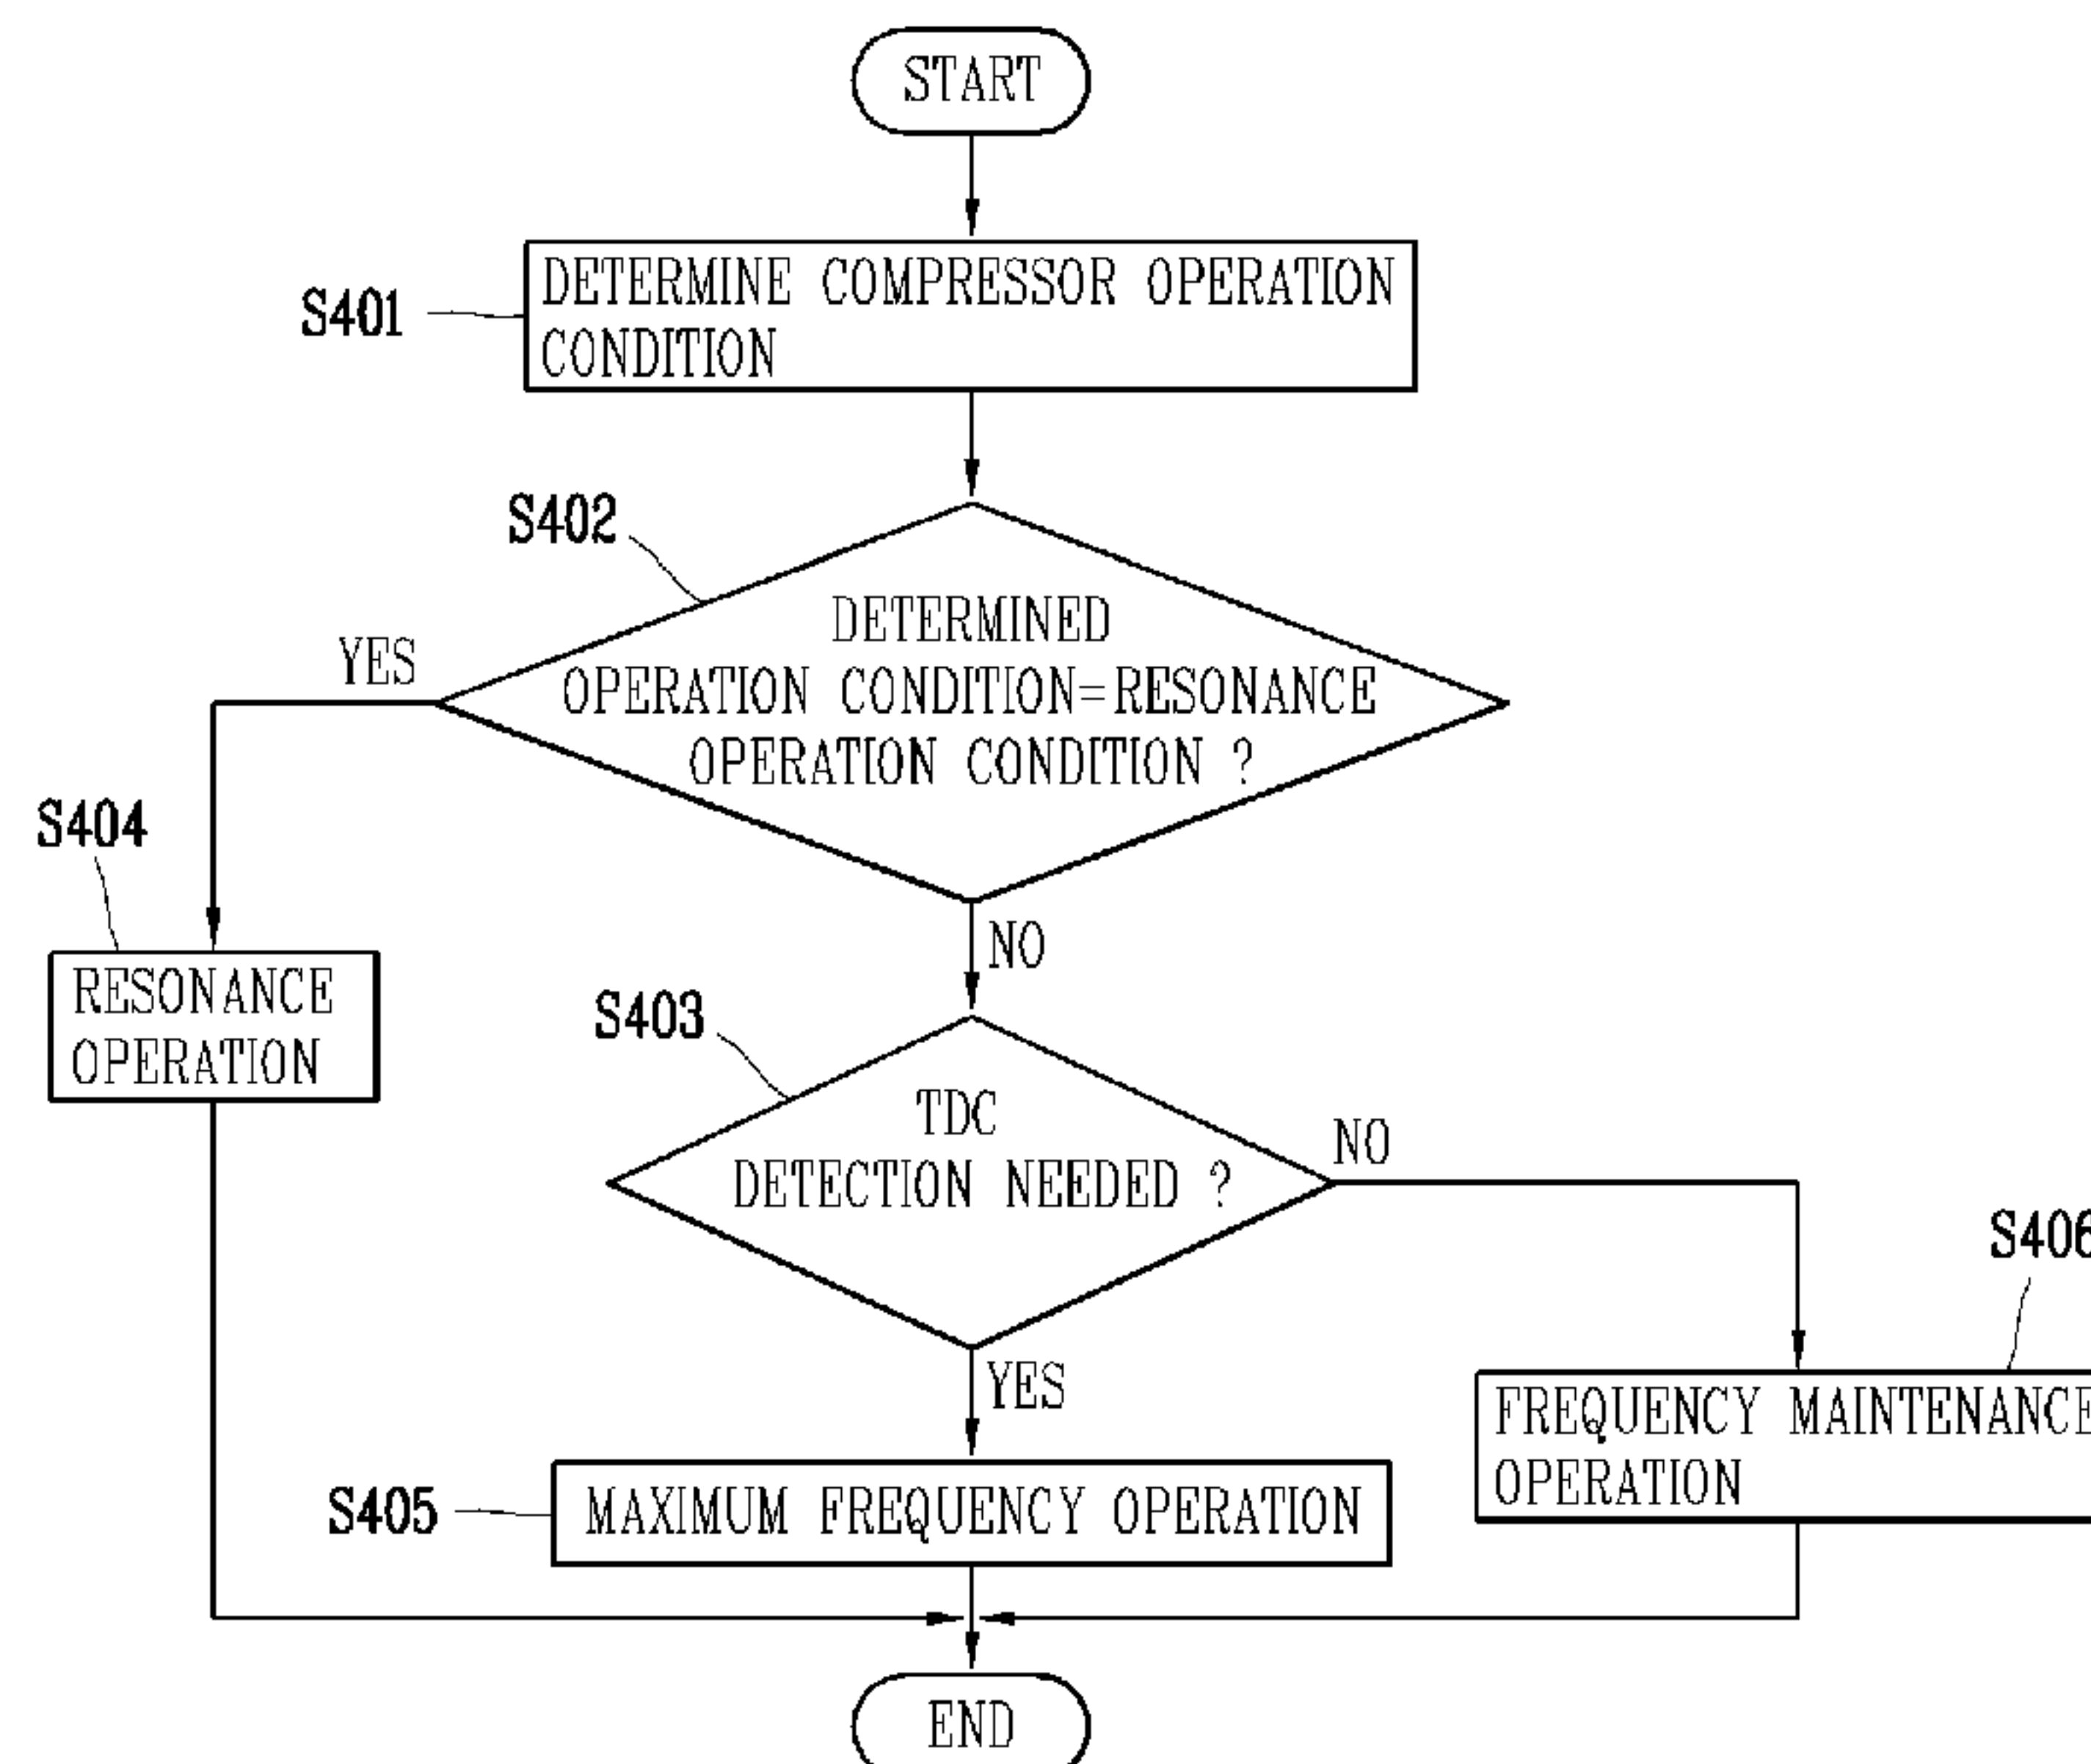 START
S401
DETERMINE COMPRESSOR OPERATION
CONDITION
S402
DETERMINED
OPERATION CONDITION=RESONANCE
OPERATION CONDITION ?
YES
NO
S404
RESONANCE
OPERATION
S403
TDC
DETECTION NEEDED ?
NO
YES
S406
FREQUENCY MAINTENANCE
OPERATION
S405
MAXIMUM FREQUENCY OPERATION
END